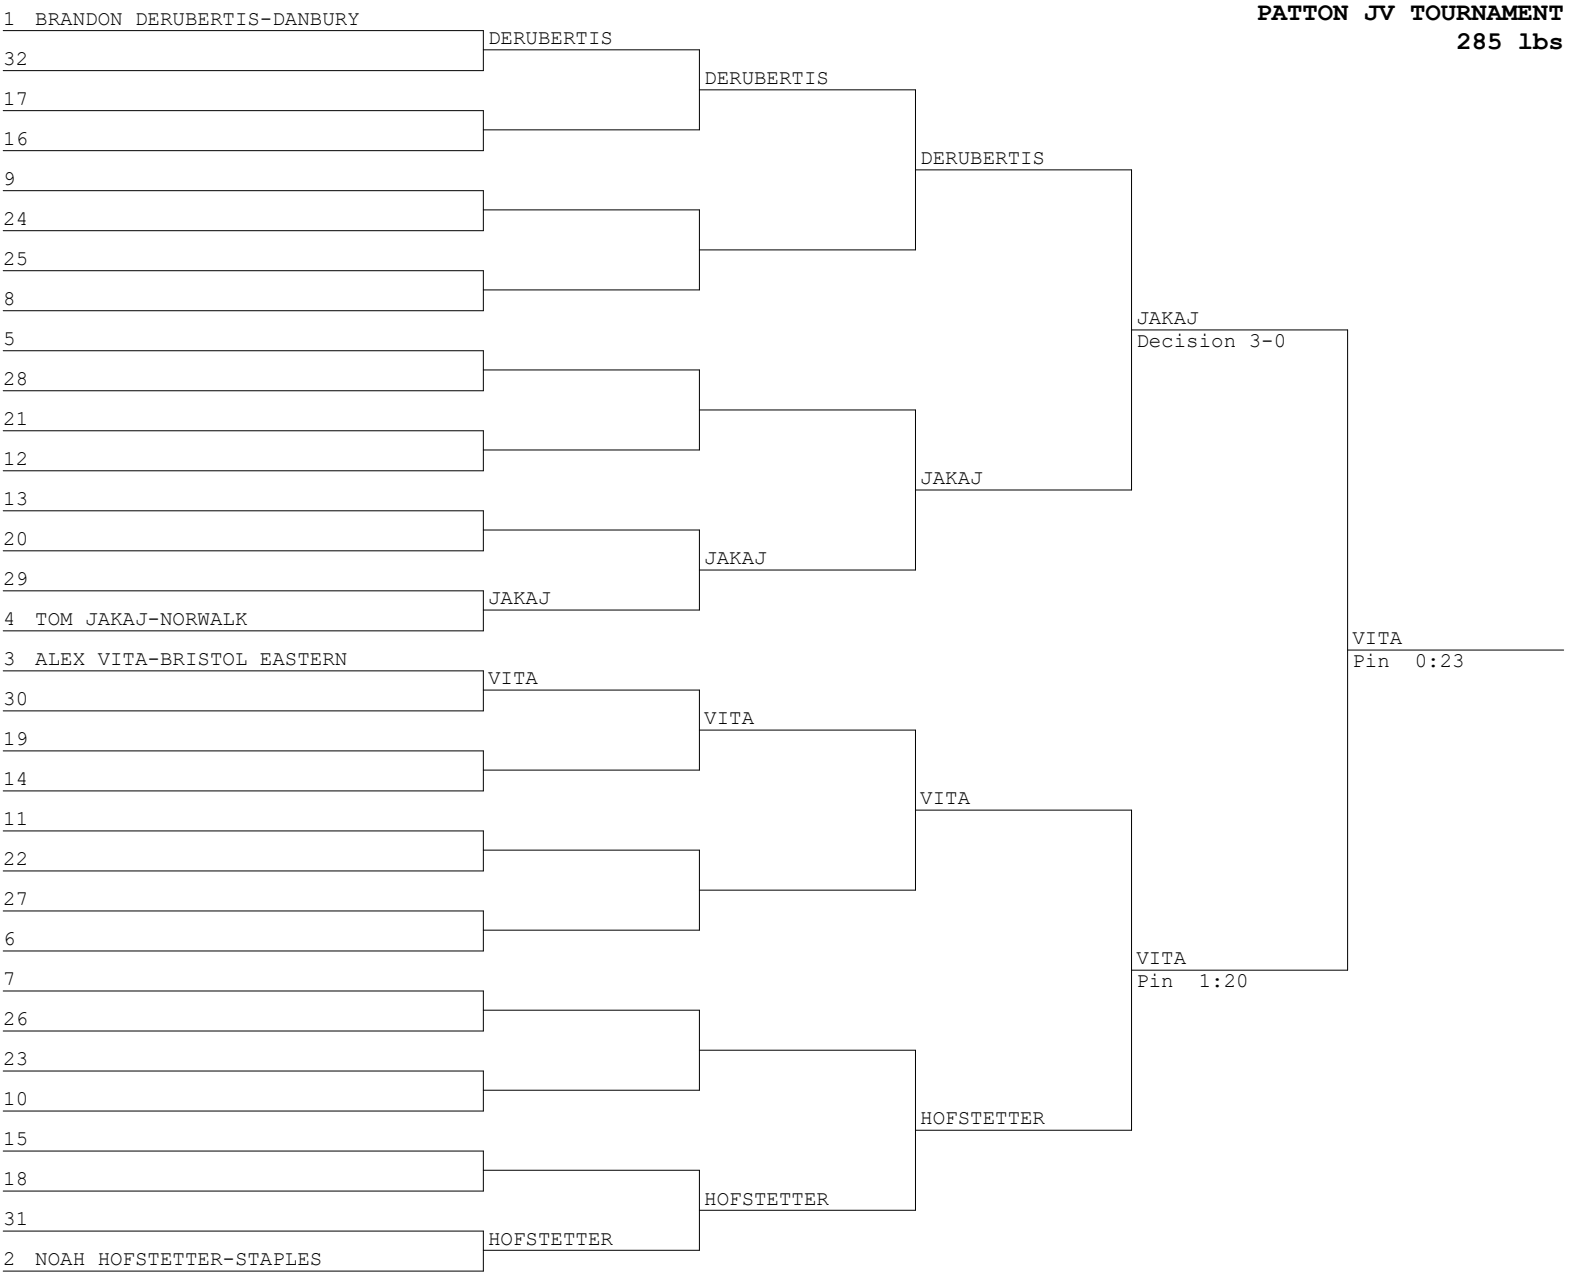 PATTON JV TOURNAMENT
285 lbs
1 BRANDON DERUBERTIS-DANBURY
DERUBERTIS
32
DERUBERTIS
17
16
DERUBERTIS
9
24
25
8
JAKAJ
Decision 3-0
5
28
21
12
JAKAJ
13
20
JAKAJ
29
JAKAJ
4 TOM JAKAJ-NORWALK
VITA
Pin 0:23
3 ALEX VITA-BRISTOL EASTERN
VITA
30
VITA
19
14
VITA
11
22
27
6
VITA
Pin 1:20
7
26
23
10
HOFSTETTER
15
18
HOFSTETTER
31
HOFSTETTER
2 NOAH HOFSTETTER-STAPLES